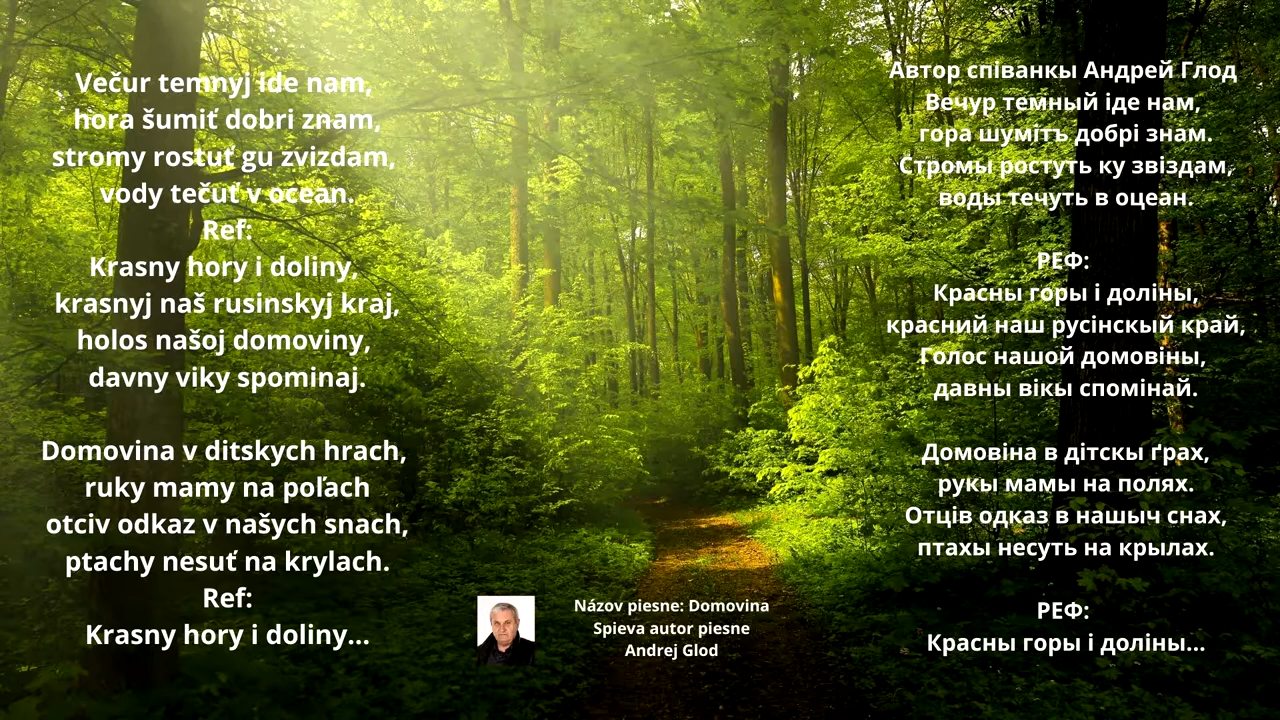 Večur temnyj ide nam,
hora šumiť dobri znam,
stromy rostuť gu zvizdam,
vody tečuť v ocean.
Ref:
Krasny hory i doliny,
krasnyj naš rusinskyj kraj,
holos našoj domoviny,
davny viky spominaj.
Domovina v ditskych hrach,
ruky mamy na poľach
otciv odkaz v našych snach,
ptachy nesuť na krylach.
Ref:
Krasny hory i doliny...
Názov piesne: Domovina
Spieva autor piesne
Andrej Glod
Автор співанкы Андрей Глод
Вечур темный іде нам,
гора шумітъ добрі знам.
Стромы ростуть ку звіздам,
воды течуть в оцеан.
РЕФ:
Красны горы і доліны,
красний наш русінскый край,
Голос нашой домовіны,
давны вікы спомінай.
Домовіна в дітскы ґрах,
рукы мамы на полях.
Отців одказ в нашыч снах,
птахы несуть на крылах.
РЕФ:
Красны горы і доліны...